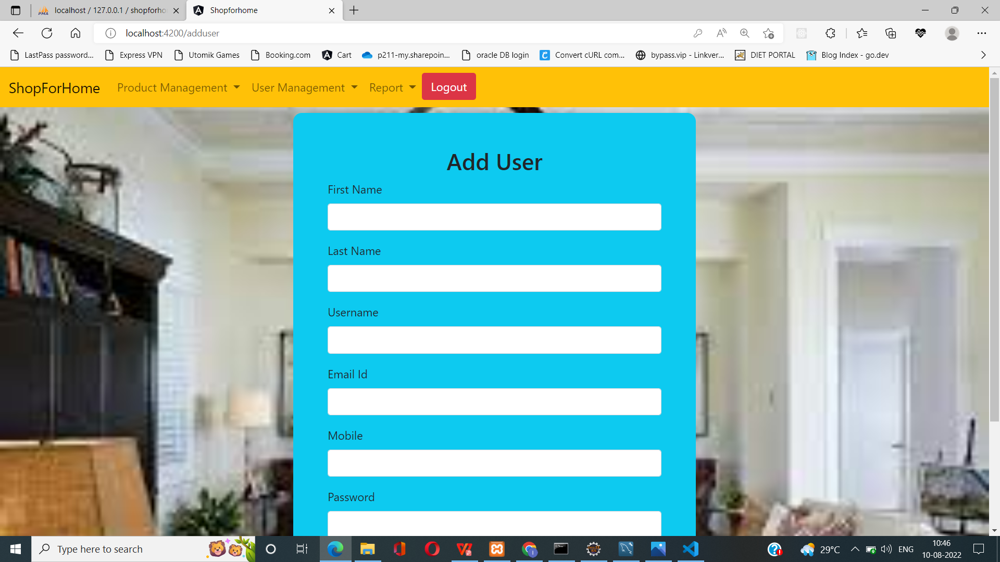 localhost / 127.0.0.1 / shopforho
Shopforhome
localhost:4200/adduser
LastPass password...
Express VPN
Utomik Games
Booking.com
Cart
p211-my.sharepoin...
oracle DB login
Convert cURL com...
bypass.vip - Linkver...
DIET PORTAL
Blog Index - go.dev
ShopForHome
Product Management
User Management
Report
Logout
Add User
First Name
Last Name
Username
Email Id
Mobile
Password
Type here to search
29°C
ENG
10:46
10-08-2022